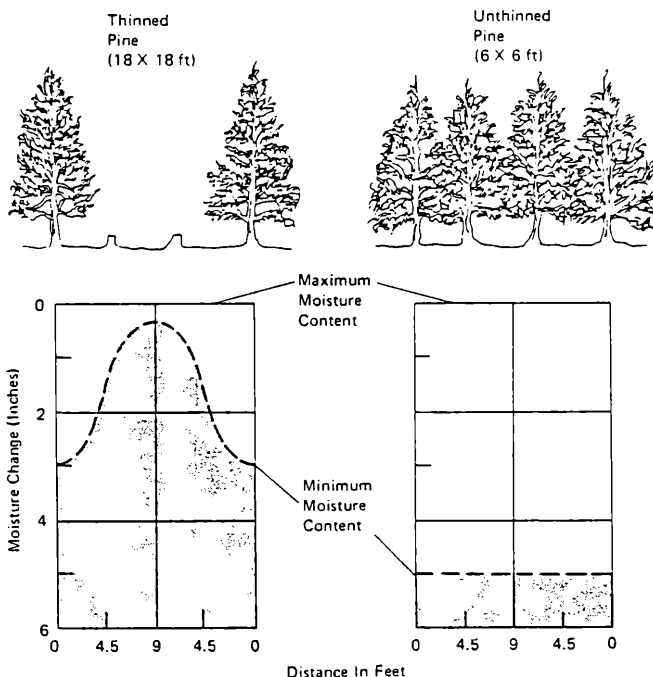 Thinned
Pine
(18 X 18 ft)
Unthinned
Pine
(6 X 6 ft)
Maximum
Moisture
Content
Minimum
Moisture
Content
Moisture Change (Inches)
0
2
4
6
0 4.5 9 4.5 0
0 4.5 9 4.5 0
Distance In Feet